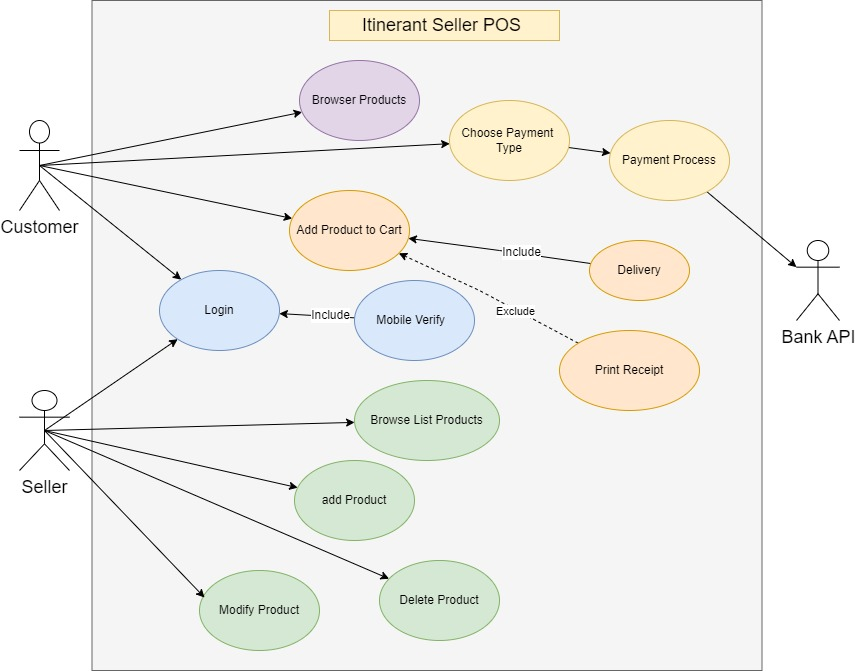 Itinerant Seller POS
Browser Products
Choose Payment
Type
Payment Process
Customer
Add Product to Cart
Include
Delivery
Login
Include
Mobile Verify
Exclude
Bank API
Print Receipt
Browse List Products
Seller
add Product
Modify Product
Delete Product